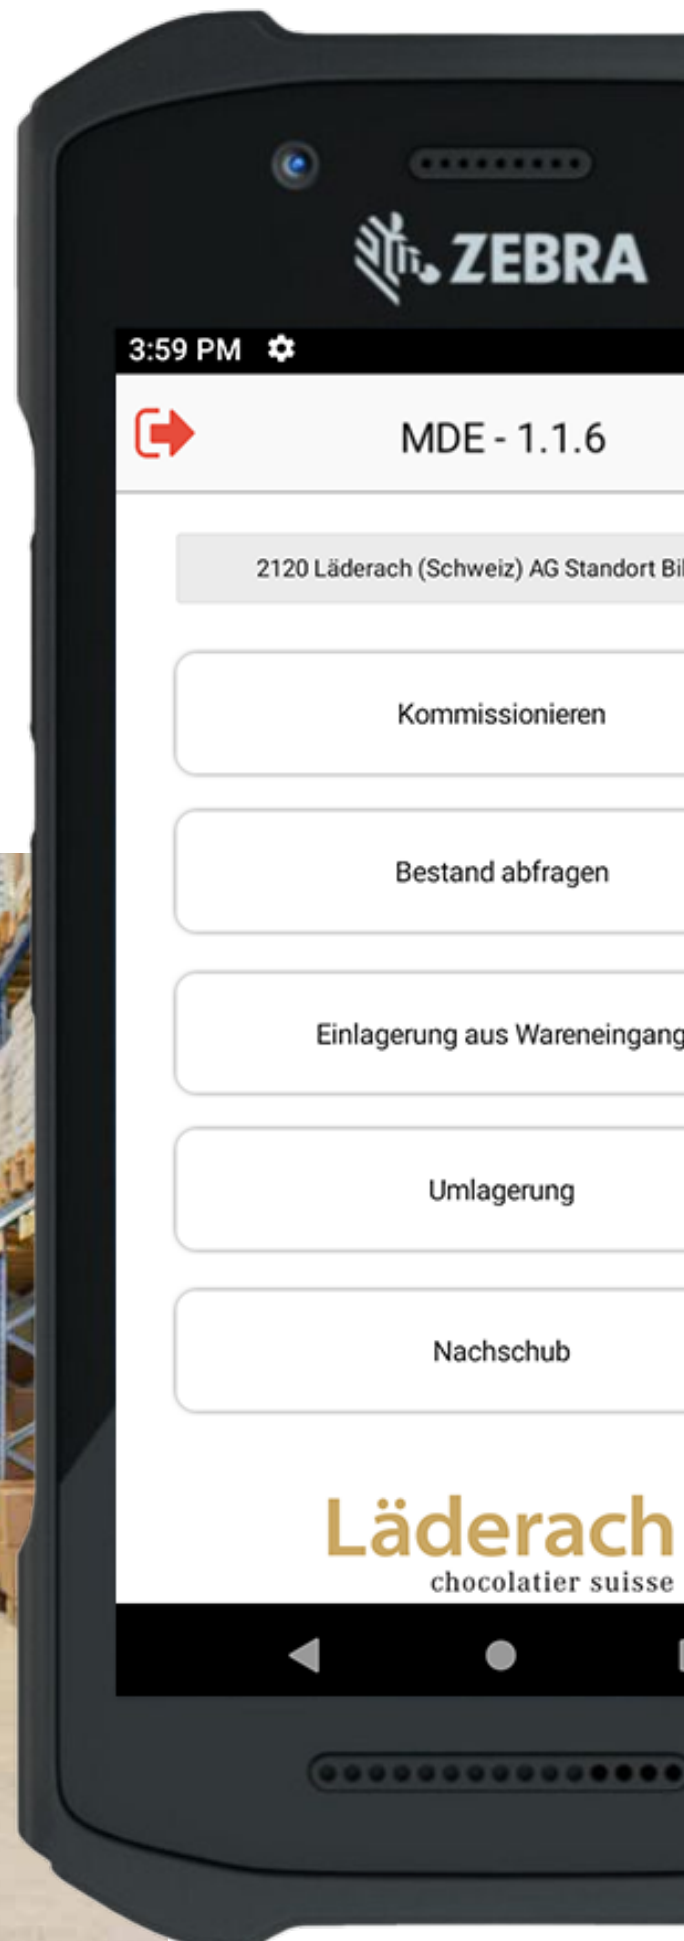 ZEBRA
3:59 PM
MDE - 1.1.6
2120 Läderach (Schweiz) AG Standort Bil
Kommissionieren
Bestand abfragen
Einlagerung aus Wareneingang
Umlagerung
Nachschub
Läderach
chocolatier suisse